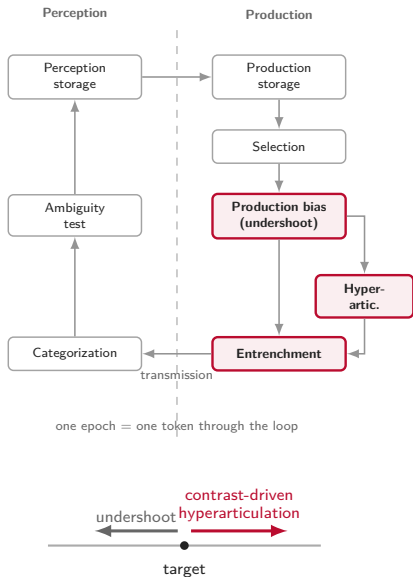 Perception
Production
Perception
storage
Production
storage
Selection
Ambiguity
test
Production bias
(undershoot)
Hyper-
artic.
Categorization
Entrenchment
transmission
one epoch = one token through the loop
contrast-driven
undershoot
hyperarticulation
target